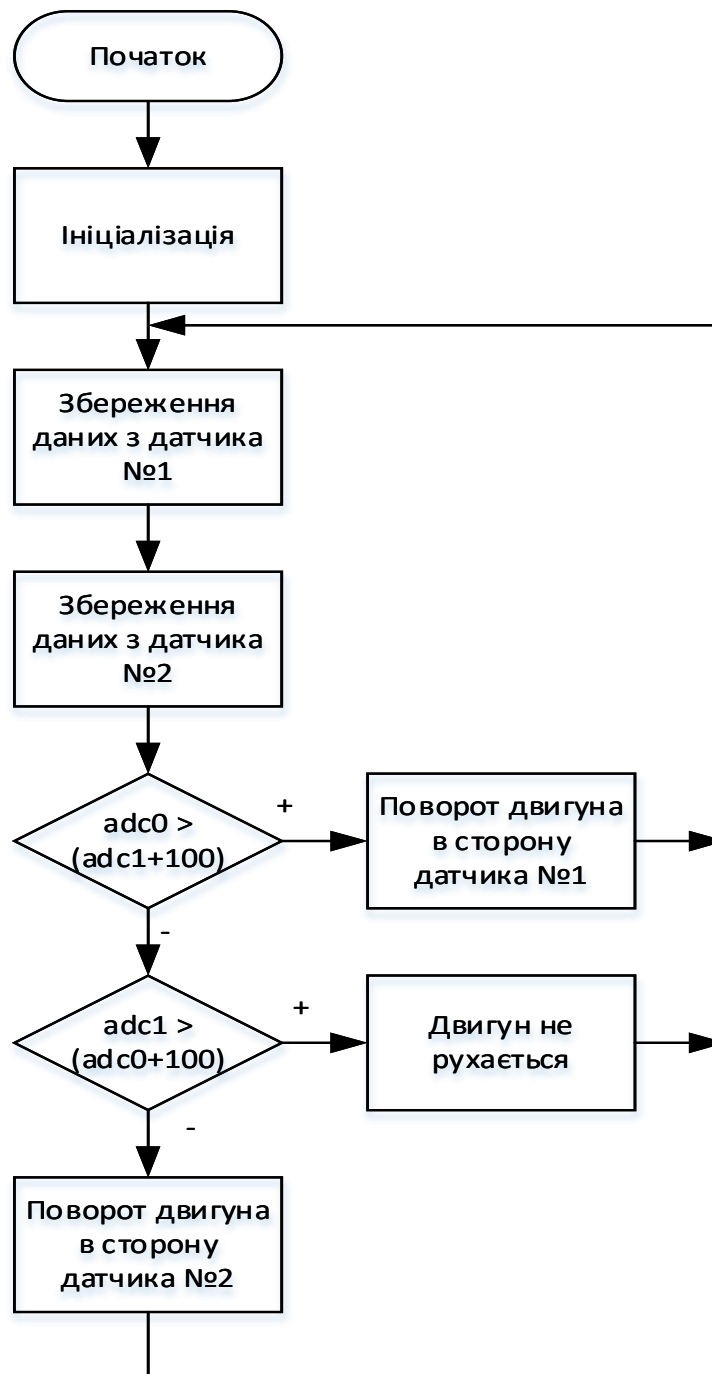 Початок
Ініціалізація
Збереження
даних з датчика
№1
Збереження
даних з датчика
№2
adc0 >
(adc1+100)
+
Поворот двигуна
в сторону
датчика №1
-
adc1 >
(adc0+100)
+
Двигун не
рухається
-
Поворот двигуна
в сторону
датчика №2